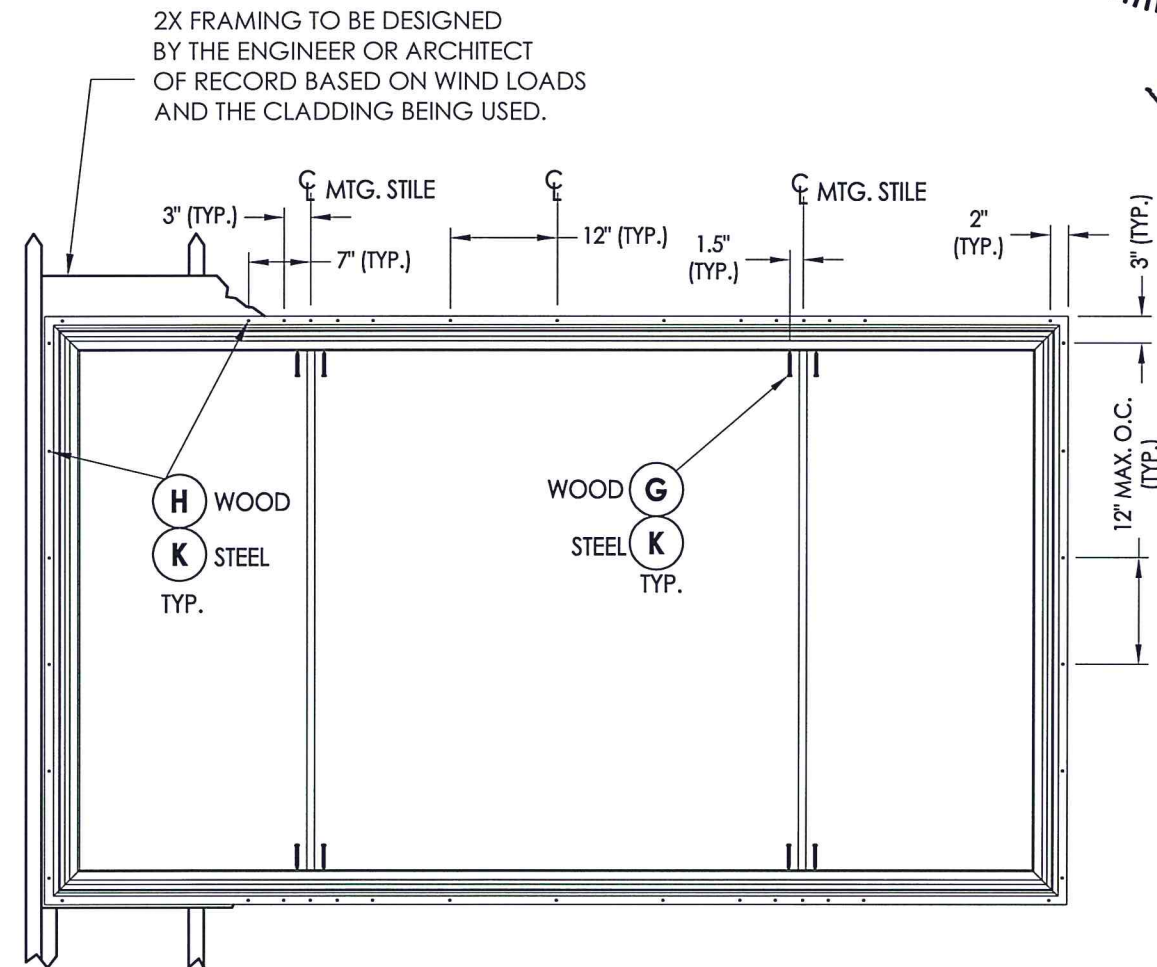 2X FRAMING TO BE DESIGNED
BY THE ENGINEER OR ARCHITECT
OF RECORD BASED ON WIND LOADS
AND THE CLADDING BEING USED.
℄ MTG. STILE
℄
℄ MTG. STILE
3" (TYP.)
7" (TYP.)
12" (TYP.)
1.5"
(TYP.)
2"
(TYP.)
3" (TYP.)
12" MAX. O.C.
(TYP.)
H WOOD
K STEEL
TYP.
WOOD G
STEEL K
TYP.